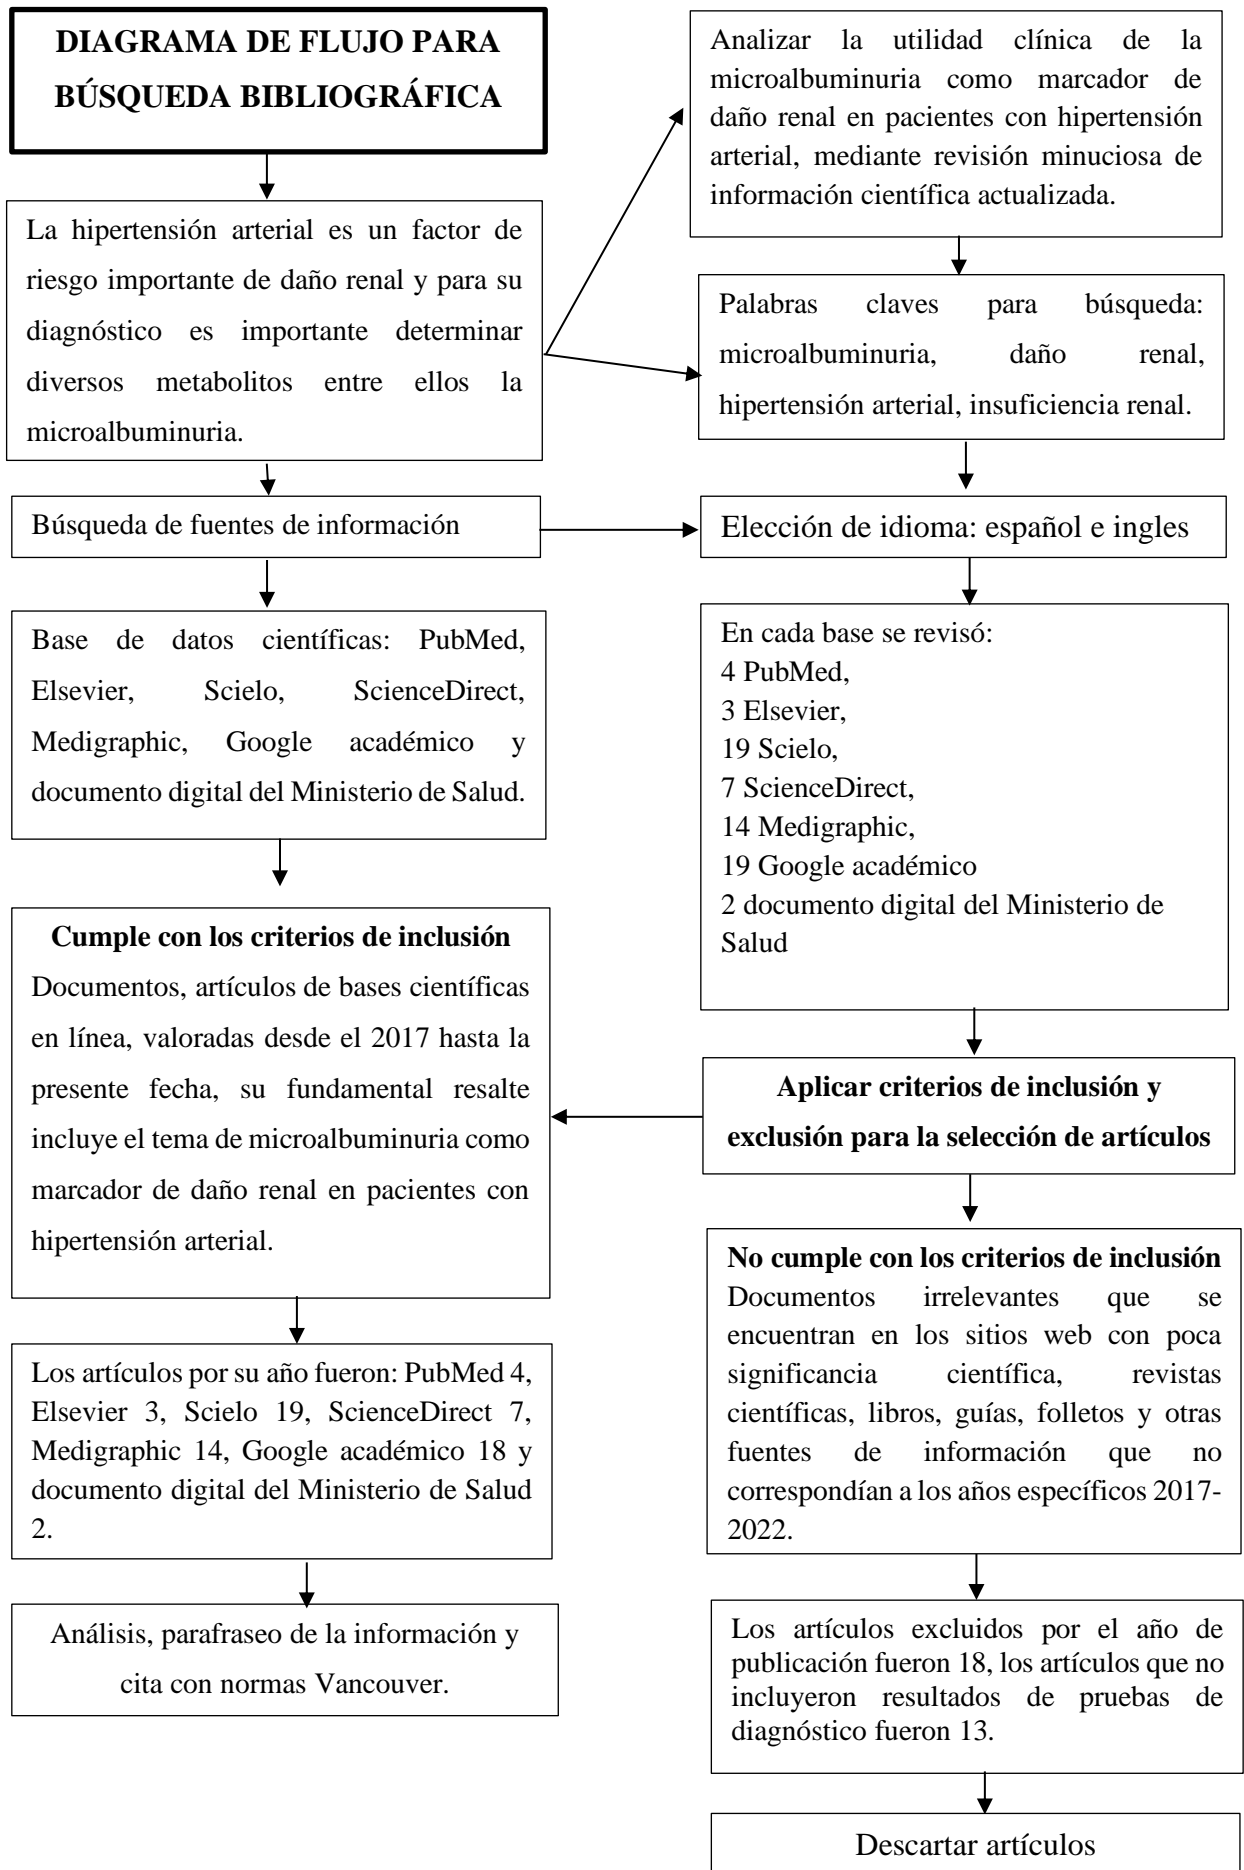 DIAGRAMA DE FLUJO PARA
BÚSQUEDA BIBLIOGRÁFICA
La hipertensión arterial es un factor de
riesgo importante de daño renal y para su
diagnóstico es importante determinar
diversos metabolitos entre ellos la
microalbuminuria.
Analizar la utilidad clínica de la
microalbuminuria como marcador de
daño renal en pacientes con hipertensión
arterial, mediante revisión minuciosa de
información científica actualizada.
Palabras claves para búsqueda:
microalbuminuria, daño renal,
hipertensión arterial, insuficiencia renal.
Búsqueda de fuentes de información
Elección de idioma: español e ingles
Base de datos científicas: PubMed,
Elsevier, Scielo, ScienceDirect,
Medigraphic, Google académico y
documento digital del Ministerio de Salud.
En cada base se revisó:
4 PubMed,
3 Elsevier,
19 Scielo,
7 ScienceDirect,
14 Medigraphic,
19 Google académico
2 documento digital del Ministerio de
Salud
Aplicar criterios de inclusión y
exclusión para la selección de artículos
Cumple con los criterios de inclusión
Documentos, artículos de bases científicas
en línea, valoradas desde el 2017 hasta la
presente fecha, su fundamental resalte
incluye el tema de microalbuminuria como
marcador de daño renal en pacientes con
hipertensión arterial.
Los artículos por su año fueron: PubMed 4,
Elsevier 3, Scielo 19, ScienceDirect 7,
Medigraphic 14, Google académico 18 y
documento digital del Ministerio de Salud
2.
Análisis, parafraseo de la información y
cita con normas Vancouver.
No cumple con los criterios de inclusión
Documentos irrelevantes que se
encuentran en los sitios web con poca
significancia científica, revistas
científicas, libros, guías, folletos y otras
fuentes de información que no
correspondían a los años específicos 2017-
2022.
Los artículos excluidos por el año de
publicación fueron 18, los artículos que no
incluyeron resultados de pruebas de
diagnóstico fueron 13.
Descartar artículos